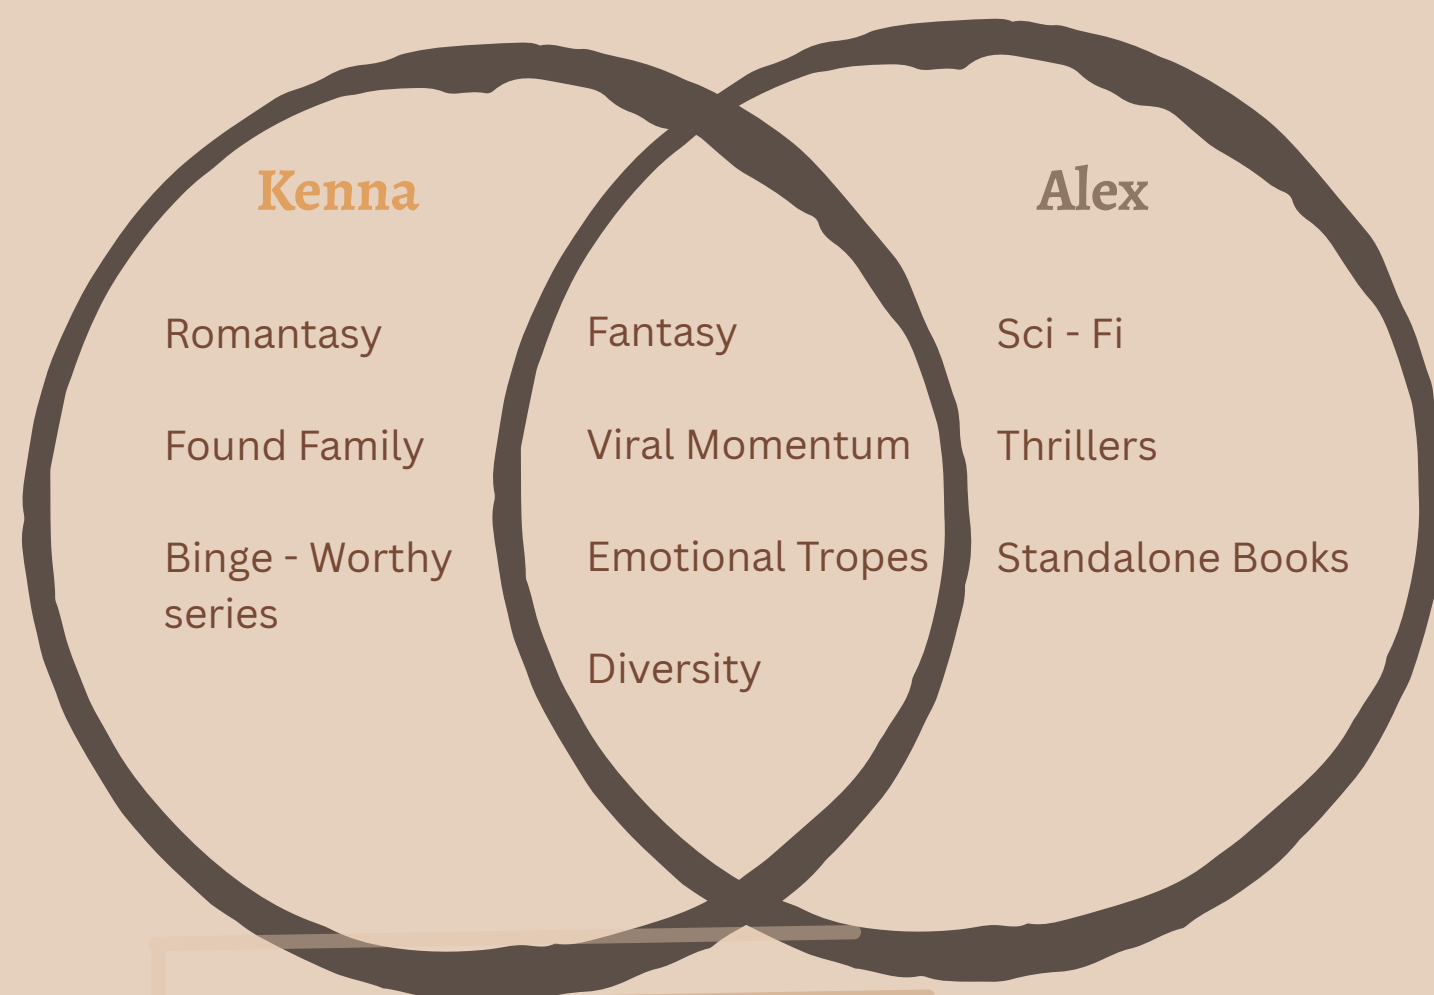 Kenna
Romantasy
Found Family
Binge - Worthy
series
Fantasy
Viral Momentum
Emotional Tropes
Diversity
Alex
Sci - Fi
Thrillers
Standalone Books